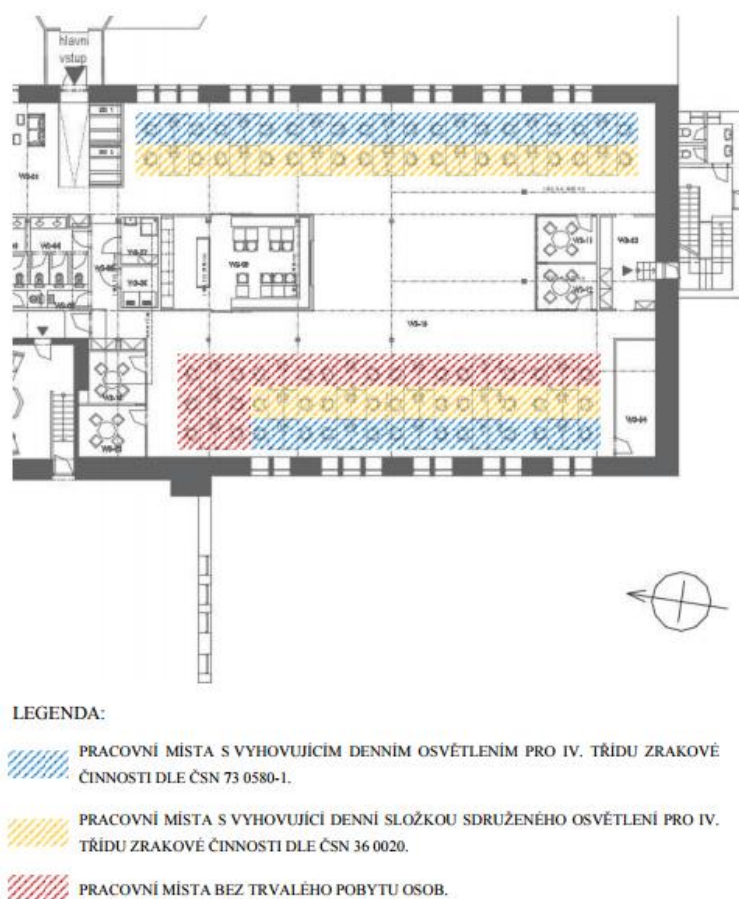 hlavní
vstup
LEGENDA:
PRACOVNÍ MÍSTA S VYHOVUJÍCÍM DENNÍM OSVĚTLENÍM PRO IV. TŘÍDU ZRAKOVÉ
ČINNOSTI DLE ČSN 73 0580-1.
PRACOVNÍ MÍSTA S VYHOVUJÍCÍ DENNÍ SLOŽKOU SDRUŽENÉHO OSVĚTLENÍ PRO IV.
TŘÍDU ZRAKOVÉ ČINNOSTI DLE ČSN 36 0020.
PRACOVNÍ MÍSTA BEZ TRVALÉHO POBYTU OSOB.